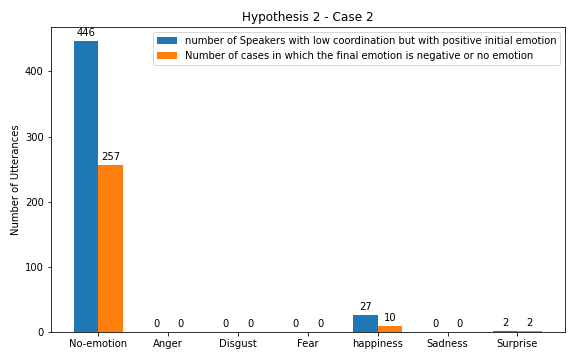 Hypothesis 2 - Case 2
number of Speakers with low coordination but with positive initial emotion
Number of cases in which the final emotion is negative or no emotion
Number of Utterances
400
300
200
100
0
446
257
0 0
0 0
0 0
27
10
0 0
2 2
No-emotion Anger Disgust Fear happiness Sadness Surprise